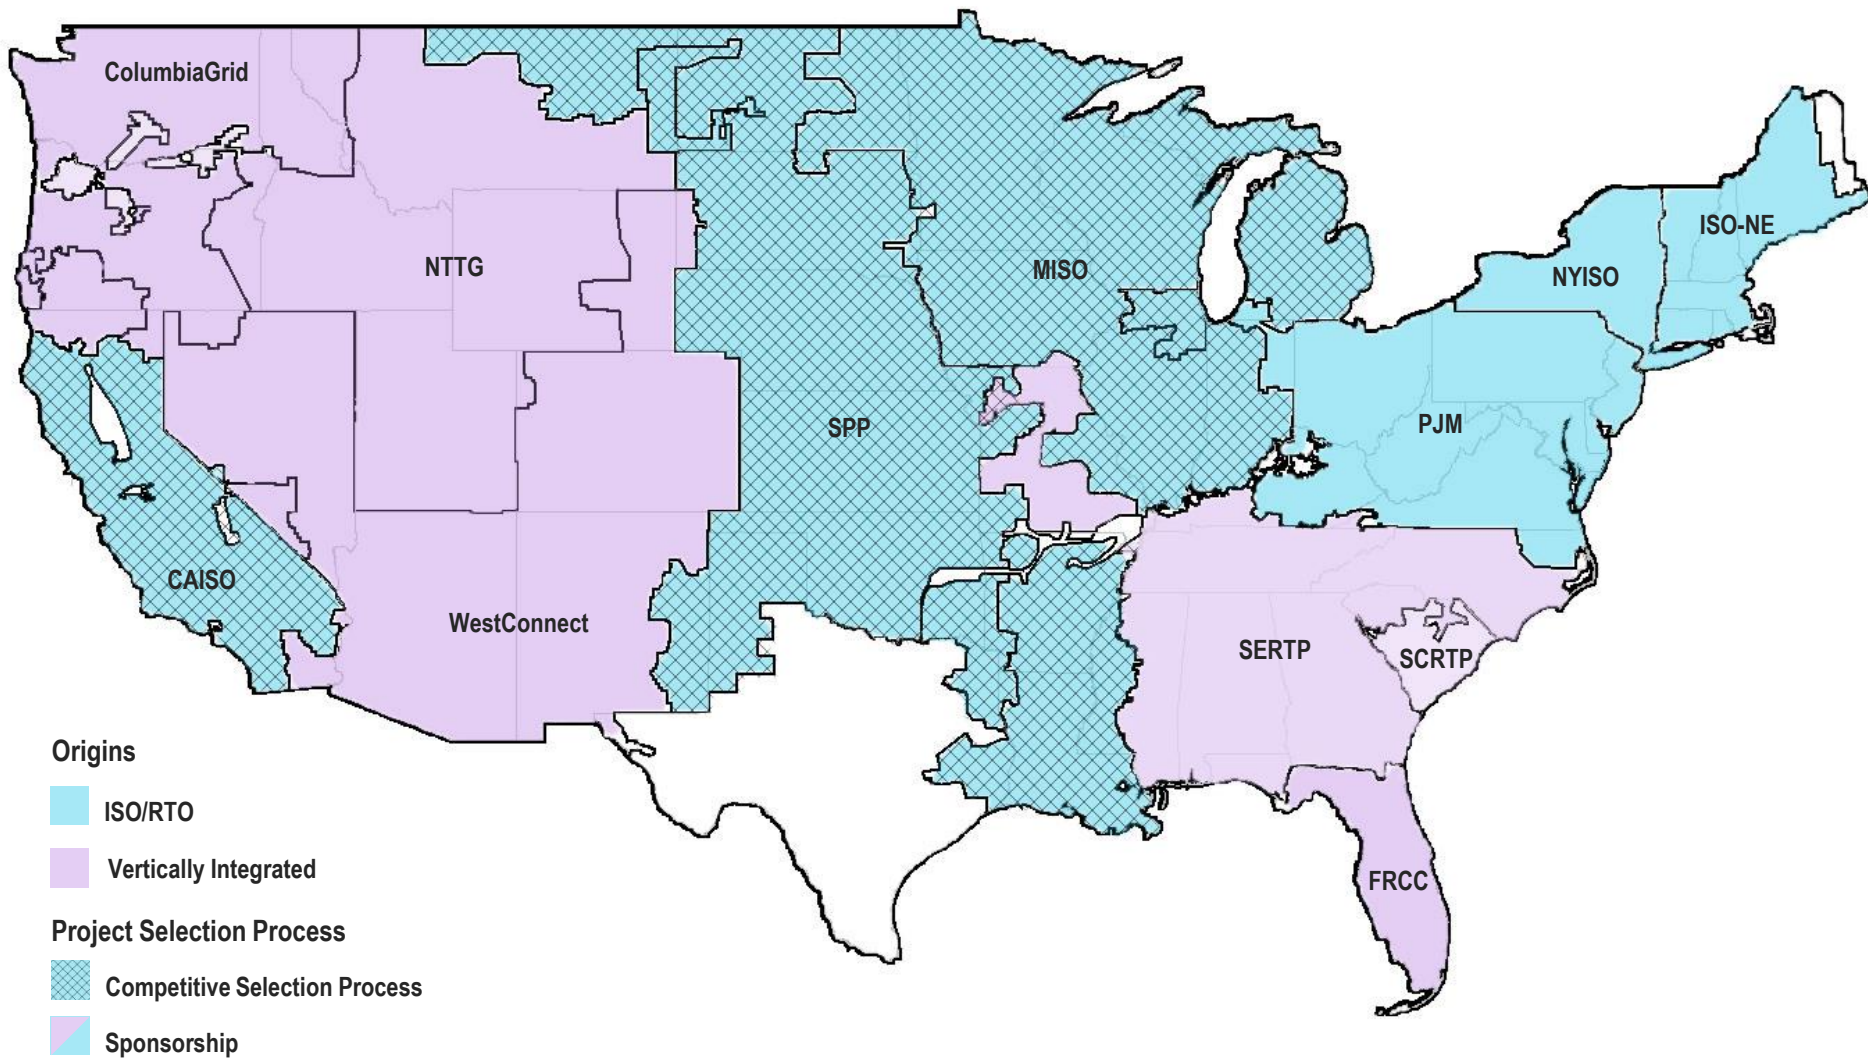 ColumbiaGrid
ISO-NE
NTTG
MISO
NYISO
SPP
PJM
CAISO
WestConnect
SERTP
SCRTP
FRCC
Origins
ISO/RTO
Vertically Integrated
Project Selection Process
Competitive Selection Process
Sponsorship